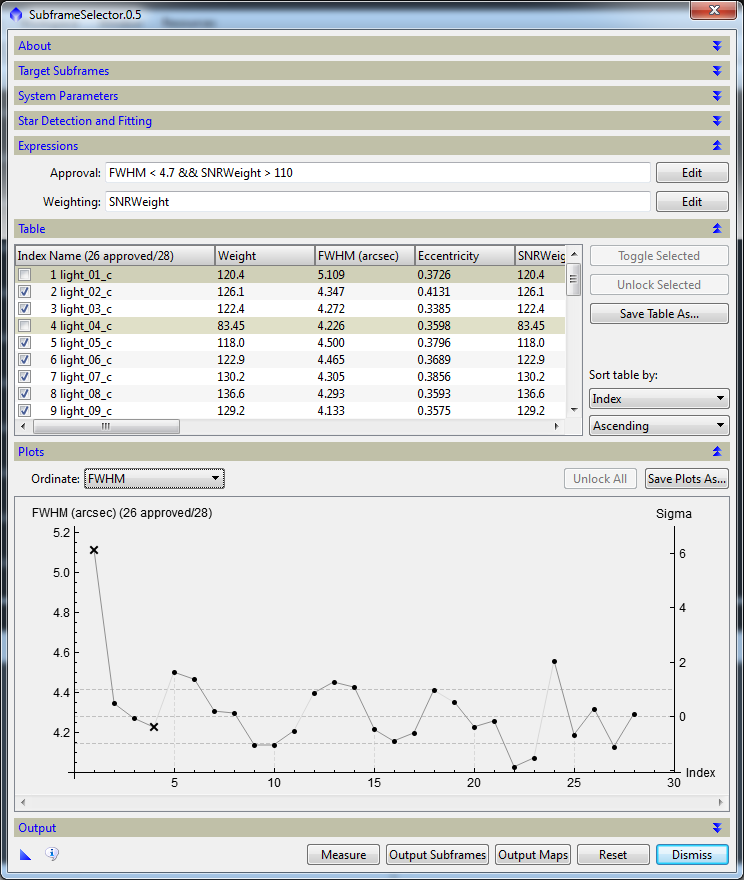 SubframeSelector.0.5
About
Target Subframes
System Parameters
Star Detection and Fitting
Expressions
Approval: FWHM < 4.7 && SNRWeight > 110 Edit
Weighting: SNRWeight Edit
Table
Index Name (26 approved/28) Weight FWHM (arcsec) Eccentricity SNRWeig
1 light_01_c 120.4 5.109 0.3726 120.4
2 light_02_c 126.1 4.347 0.4131 126.1
3 light_03_c 122.4 4.272 0.3385 122.4
4 light_04_c 83.45 4.226 0.3598 83.45
5 light_05_c 118.0 4.500 0.3796 118.0
6 light_06_c 122.9 4.465 0.3689 122.9
7 light_07_c 130.2 4.305 0.3856 130.2
8 light_08_c 136.6 4.293 0.3593 136.6
9 light_09_c 129.2 4.133 0.3575 129.2
Toggle Selected
Unlock Selected
Save Table As...
Sort table by:
Index
Ascending
Plots
Ordinate: FWHM Unlock All Save Plots As...
FWHM (arcsec) (26 approved/28) Sigma
5.2
5.0
4.8
4.6
4.4
4.2
6
4
2
0
5 10 15 20 25 30 Index
Output
Measure Output Subframes Output Maps Reset Dismiss